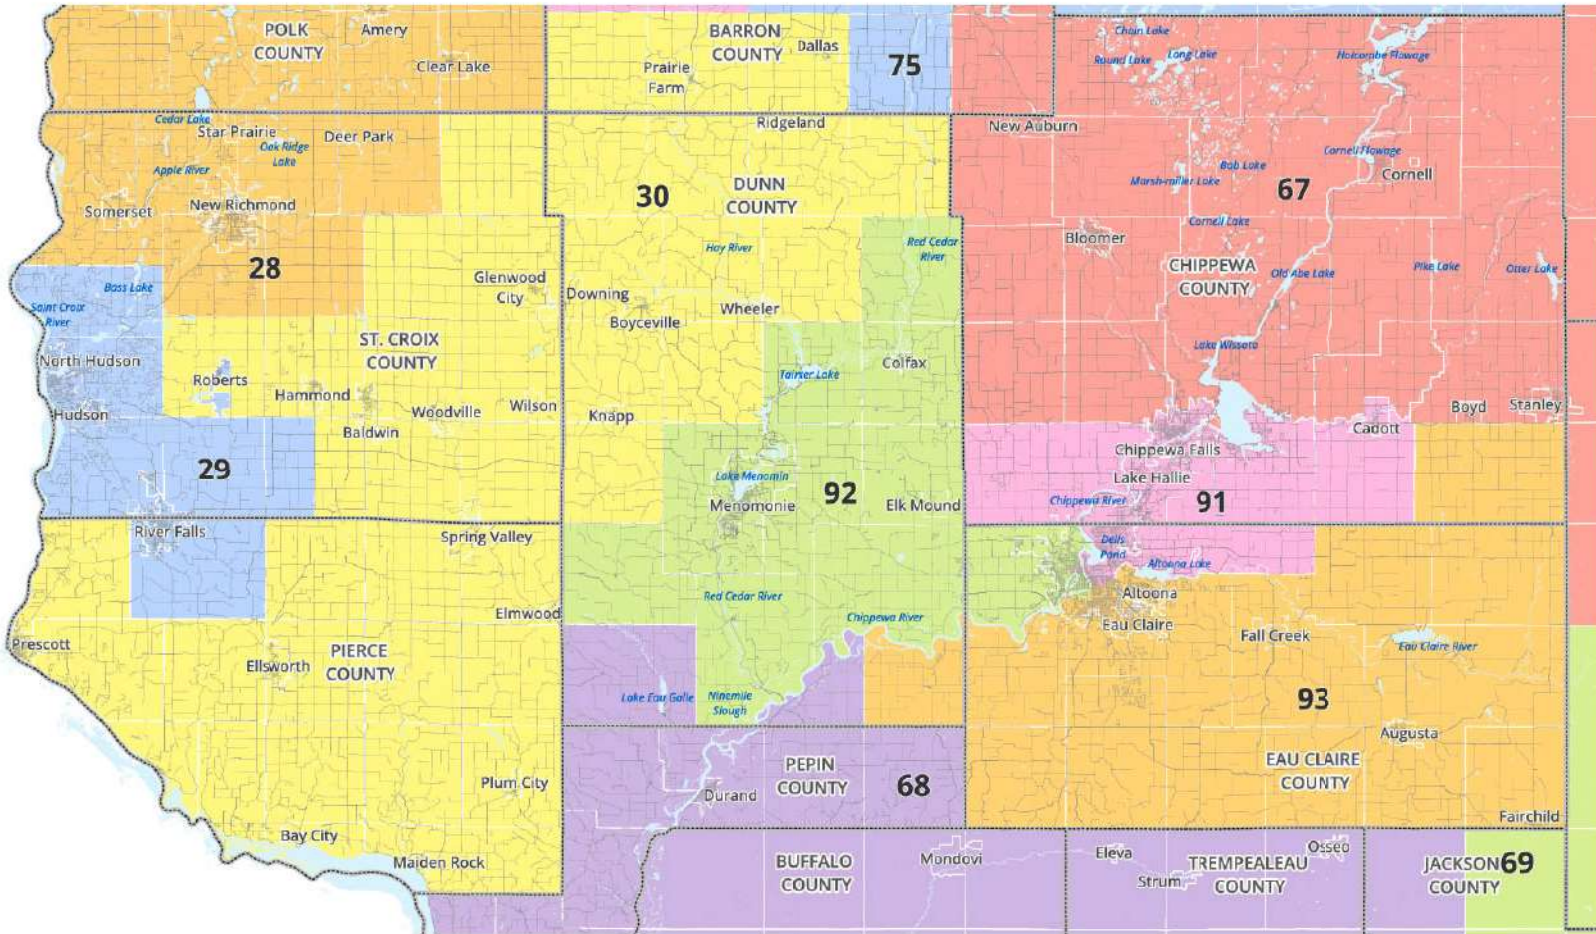 POLK
COUNTY
Amery
Clear Lake
BARRON
COUNTY
Dallas
Prairie
Farm
75
Chain Lake
Round Lake
Long Lake
Holcombe Flowage
Cedar Lake
Star Prairie
Deer Park
Oak Ridge
Lake
Apple River
Somerset
New Richmond
28
Ridgeland
30
DUNN
COUNTY
New Auburn
Cornell Flowage
Bob Lake
Marsh-miller Lake
67
Cornell
Cornell Lake
Bloomer
CHIPPEWA
COUNTY
Old Abe Lake
Pike Lake
Otter Lake
Lake Wissota
Boyd
Stanley
Bass Lake
Saint Croix
River
North Hudson
Hudson
29
Glenwood
City
ST. CROIX
COUNTY
Roberts
Hammond
Woodville
Wilson
Baldwin
Hay River
Red Cedar
River
Downing
Boyceville
Wheeler
Knapp
Tainter Lake
Colfax
Lake Menomin
Menomonie
92
Elk Mound
Red Cedar River
Chippewa River
Cadott
Chippewa Falls
Lake Hallie
Chippewa River
91
Dells
Pond
Altoona Lake
Altoona
Eau Claire
Fall Creek
Eau Claire River
93
Augusta
EAU CLAIRE
COUNTY
Fairchild
River Falls
Spring Valley
Elmwood
Prescott
Ellsworth
PIERCE
COUNTY
Plum City
Bay City
Maiden Rock
Lake Eau Galle
Ninemile
Slough
PEPIN
COUNTY
68
Durand
BUFFALO
COUNTY
Mondovi
Eleva
Strum
TREMPEALEAU
COUNTY
Osseo
JACKSON
COUNTY
69